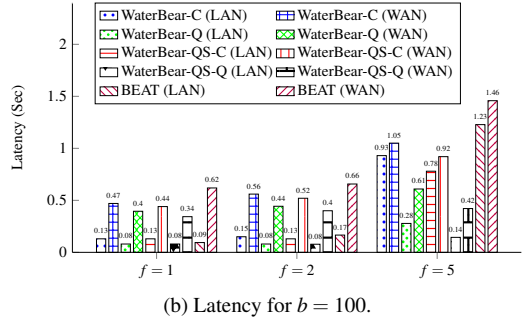 WaterBear-C (LAN) WaterBear-C (WAN)
WaterBear-Q (LAN) WaterBear-Q (WAN)
WaterBear-QS-C (LAN) WaterBear-QS-C (WAN)
WaterBear-QS-Q (LAN) WaterBear-QS-Q (WAN)
BEAT (LAN) BEAT (WAN)
Latency (Sec)
2
1.5
1
0.5
0
0.13 0.47 0.08 0.4 0.13 0.44 0.08 0.34 0.09 0.62
0.15 0.56 0.08 0.44 0.13 0.52 0.08 0.4 0.17 0.66
0.93 1.05 0.28 0.61 0.78 0.92 0.14 0.42 1.23 1.46
f = 1 f = 2 f = 5
(b) Latency for b = 100.